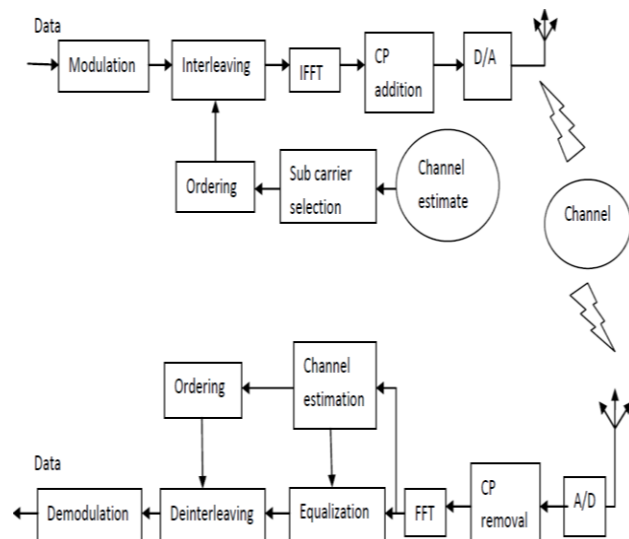 Data
Modulation
Interleaving
IFFT
CP
addition
D/A
Ordering
Sub carrier
selection
Channel
estimate
Channel
Ordering
Channel
estimation
Data
Demodulation
Deinterleaving
Equalization
FFT
CP
removal
A/D